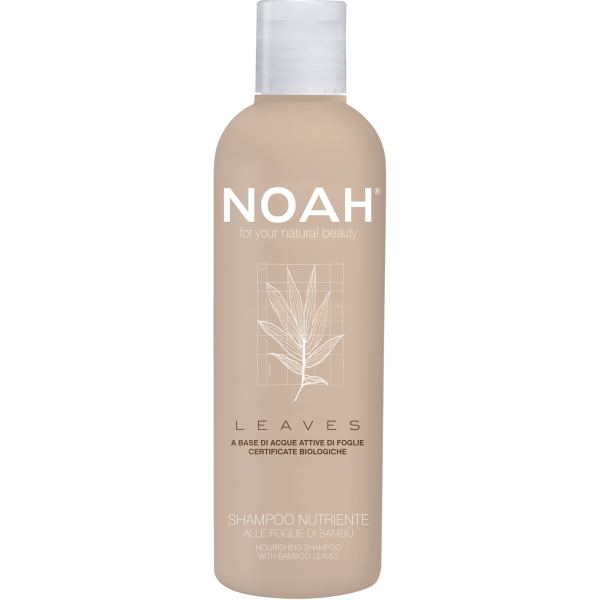 NOAH®
for your natural beauty
LEAVES
A BASE DI ACQUE ATTIVE DI FOGLIE
CERTIFICATE BIOLOGICHE
SHAMPOO NUTRIENTE
ALLE FOGLIE DI BAMBÙ
NOURISHING SHAMPOO
WITH BAMBOO LEAVES